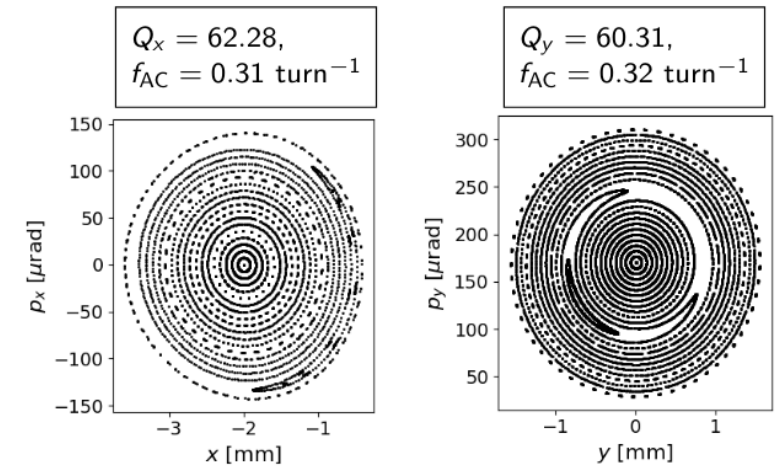 Qx = 62.28,
fAC = 0.31 turn⁻¹
Qy = 60.31,
fAC = 0.32 turn⁻¹
150
100
50
0
−50
−100
−150
px [μrad]
−3
−2
−1
x [mm]
300
250
200
150
100
50
py [μrad]
−1
0
1
y [mm]